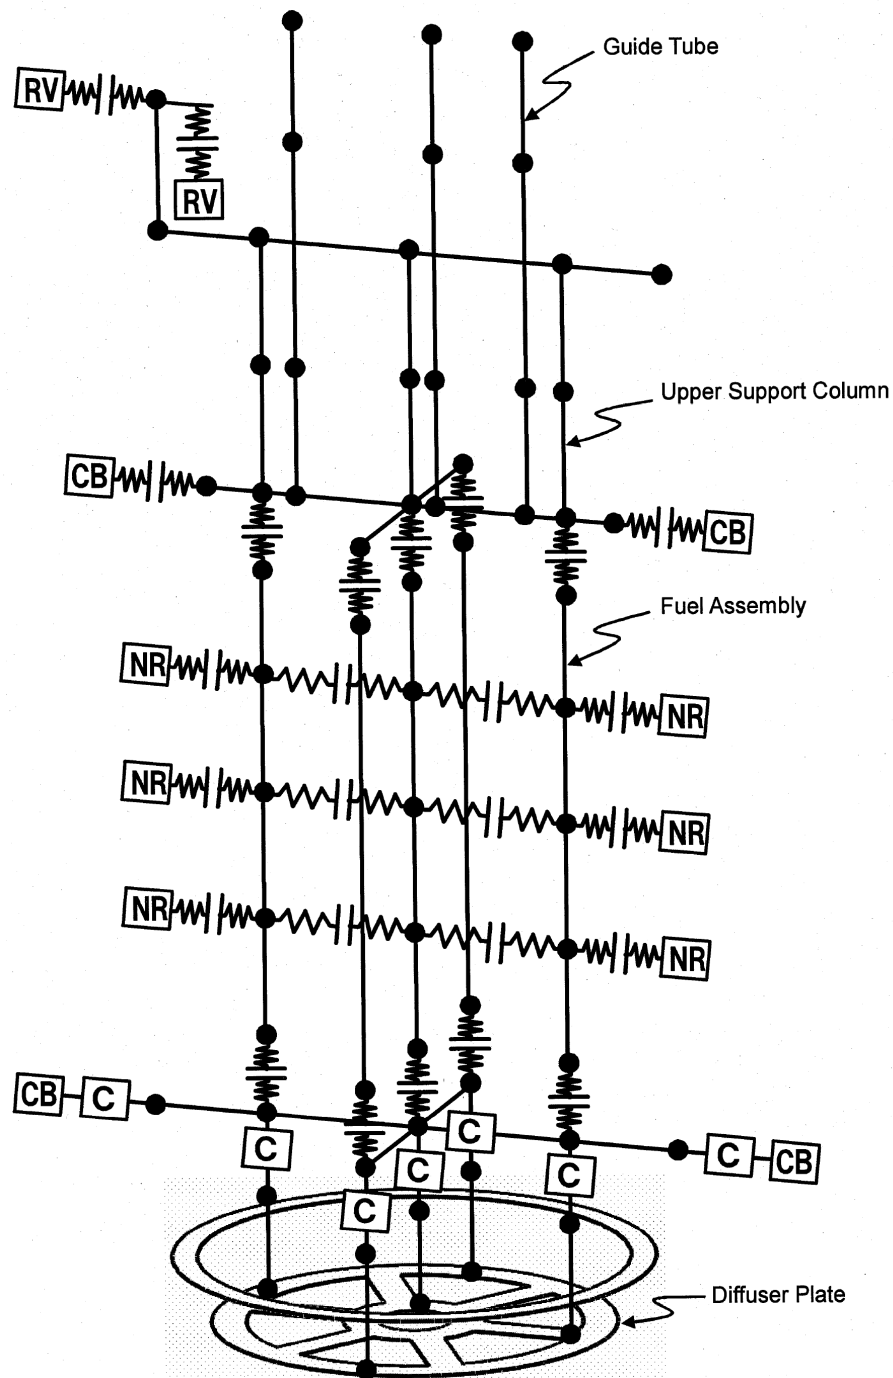 Guide Tube
RV
RV
Upper Support Column
CB
CB
Fuel Assembly
NR
NR
NR
NR
NR
NR
CB
C
C
C
C
C
C
CB
C
C
Diffuser Plate